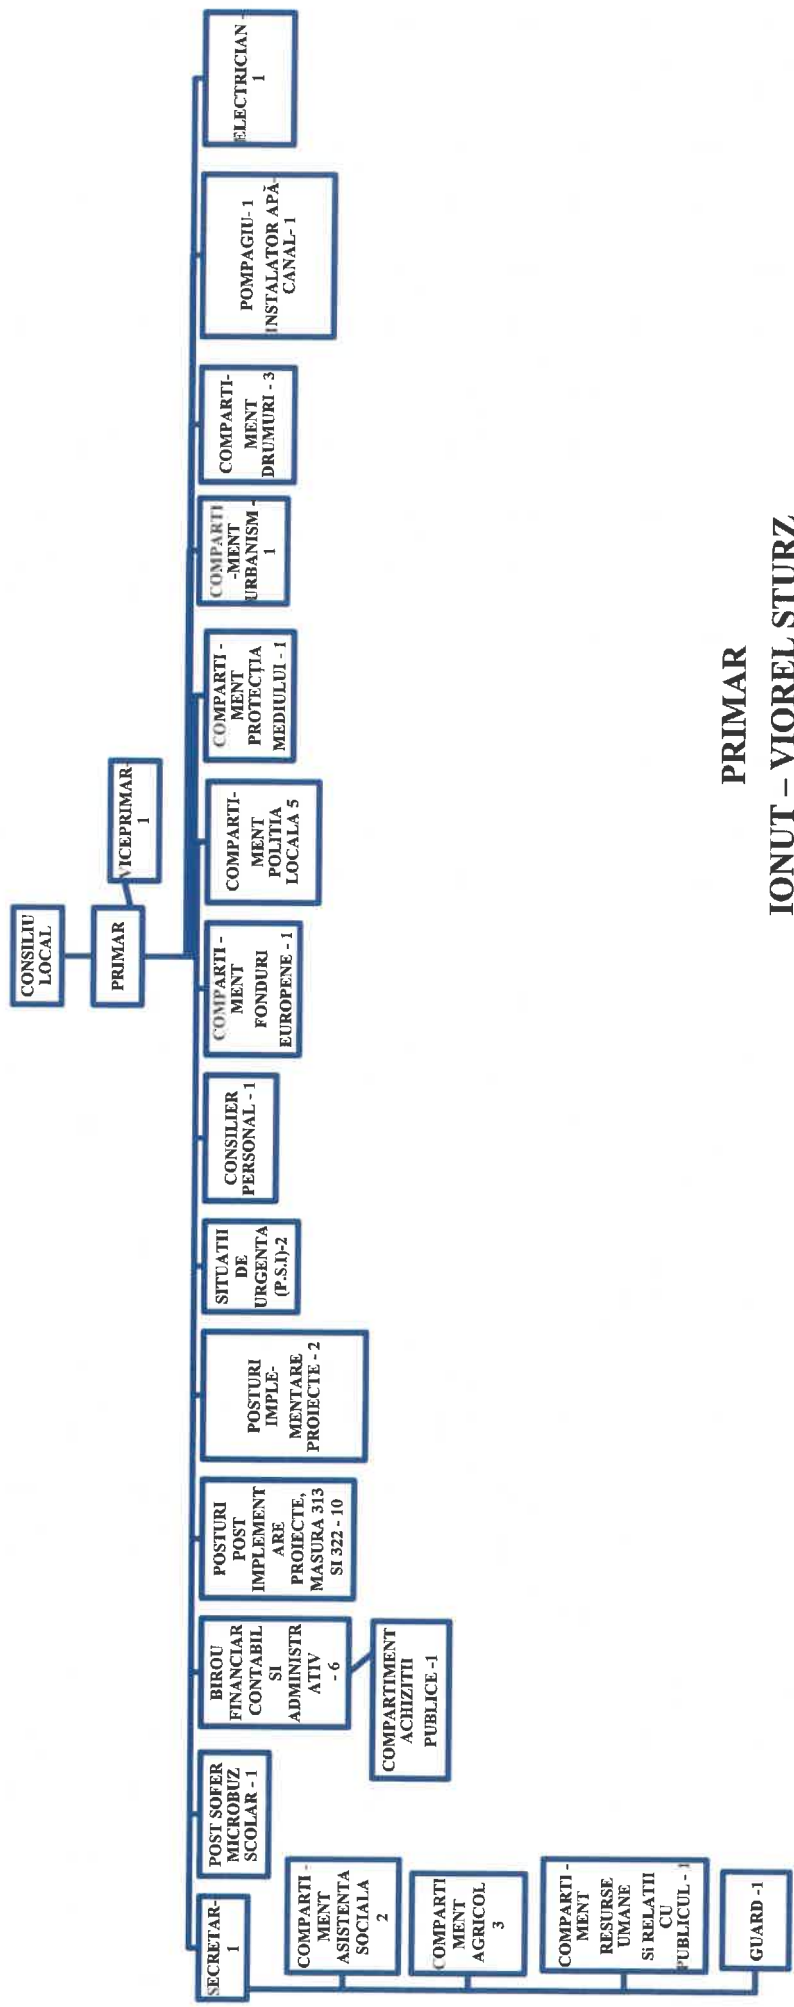 CONSILIU
LOCAL
PRIMAR
VICEPRIMAR-
1
SECRETAR-
1
POST SOFER
MICROBUZ
SCOLAR - 1
BIROU
FINANCIAR
CONTABIL
SI
ADMINISTR
ATIV
- 6
POSTURI
POST
IMPLEMENT
ARE
PROIECTE,
MASURA 313
SI 322 - 10
POSTURI
IMPLE-
MENTARE
PROIECTE - 2
SITUATII
DE
URGENTA
(P.S.I)-2
CONSILIER
PERSONAL - 1
COMPARTI -
MENT
FONDURI
EUROPENE - 1
COMPARTI-
MENT
POLITIA
LOCALA 5
COMPARTI -
MENT
PROTECȚIA
MEDIULUI - 1
COMPARTI
-MENT
URBANISM -
1
COMPARTI-
MENT
DRUMURI - 3
POMPAGIU- 1
INSTALATOR APĂ-
CANAL- 1
ELECTRICIAN -
1
COMPARTI -
MENT
ASISTENTA
SOCIALA
2
COMPARTI
MENT
AGRICOL
3
COMPARTI -
MENT
RESURSE
UMANE
Si RELATII
CU
PUBLICUL - 1
GUARD -1
COMPARTIMENT
ACHIZITII
PUBLICE -1
PRIMAR
IONUT – VIOREL STURZ